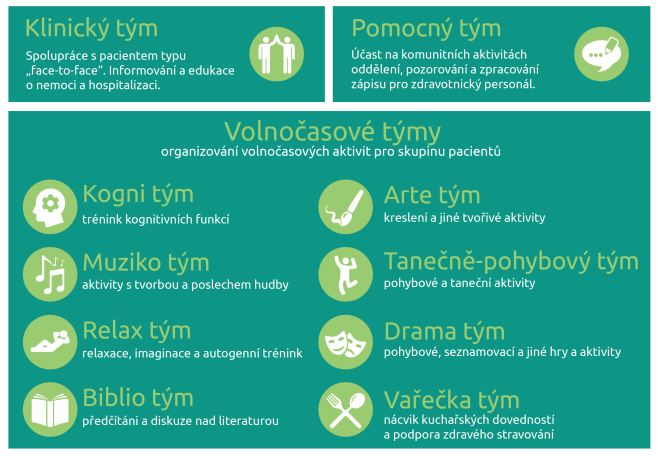 Klinický tým
Spolupráce s pacientem typu
„face-to-face“. Informování a edukace
o nemoci a hospitalizaci.
Pomocný tým
Účast na komunitních aktivitách
oddělení, pozorování a zpracování
zápisu pro zdravotnický personál.
Volnočasové týmy
organizování volnočasových aktivit pro skupinu pacientů
Kogni tým
trénink kognitivních funkcí
Arte tým
kreslení a jiné tvořivé aktivity
Muziko tým
aktivity s tvorbou a poslechem hudby
Tanečně-pohybový tým
pohybové a taneční aktivity
Relax tým
relaxace, imaginace a autogenní trénink
Drama tým
pohybové, seznamovací a jiné hry a aktivity
Biblio tým
předčítáni a diskuze nad literaturou
Vařečka tým
nácvik kuchařských dovedností
a podpora zdravého stravování